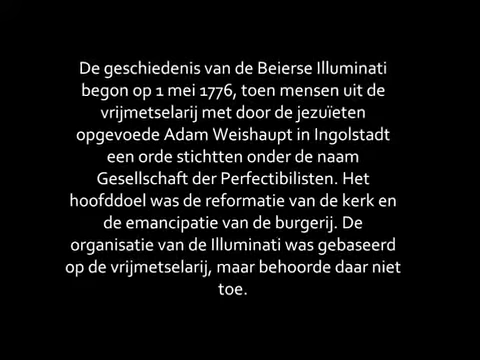 De geschiedenis van de Beierse Illuminati
begon op 1 mei 1776, toen mensen uit de
vrijmetselarij met door de jezuïeten
opgevoede Adam Weishaupt in Ingolstadt
een orde stichtten onder de naam
Gesellschaft der Perfectibilisten. Het
hoofddoel was de reformatie van de kerk en
de emancipatie van de burgerij. De
organisatie van de Illuminati was gebaseerd
op de vrijmetselarij, maar behoorde daar niet
toe.